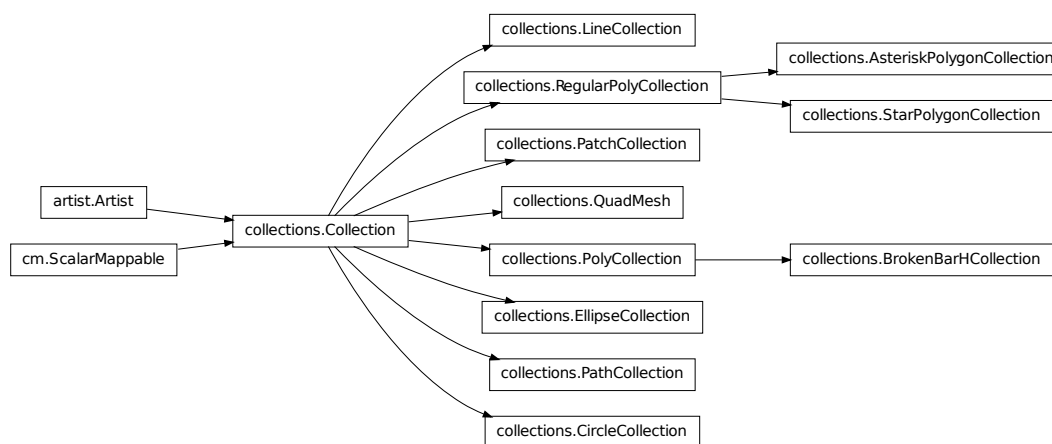 collections.LineCollection
collections.AsteriskPolygonCollection
collections.RegularPolyCollection
collections.StarPolygonCollection
collections.PatchCollection
artist.Artist
collections.QuadMesh
collections.Collection
cm.ScalarMappable
collections.PolyCollection
collections.BrokenBarHCollection
collections.EllipseCollection
collections.PathCollection
collections.CircleCollection